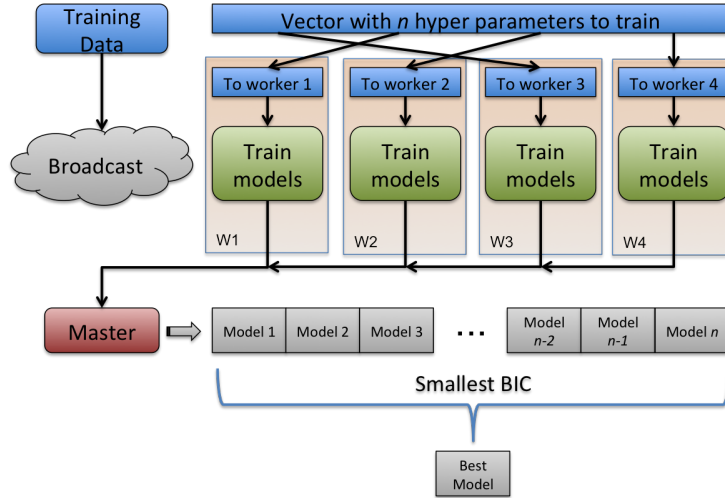 Training
Data
Vector with n hyper parameters to train
To worker 1
To worker 2
To worker 3
To worker 4
Broadcast
Train
models
Train
models
Train
models
Train
models
W1
W2
W3
W4
Master
Model 1
Model 2
Model 3
...
Model
n-2
Model
n-1
Model n
Smallest BIC
Best
Model